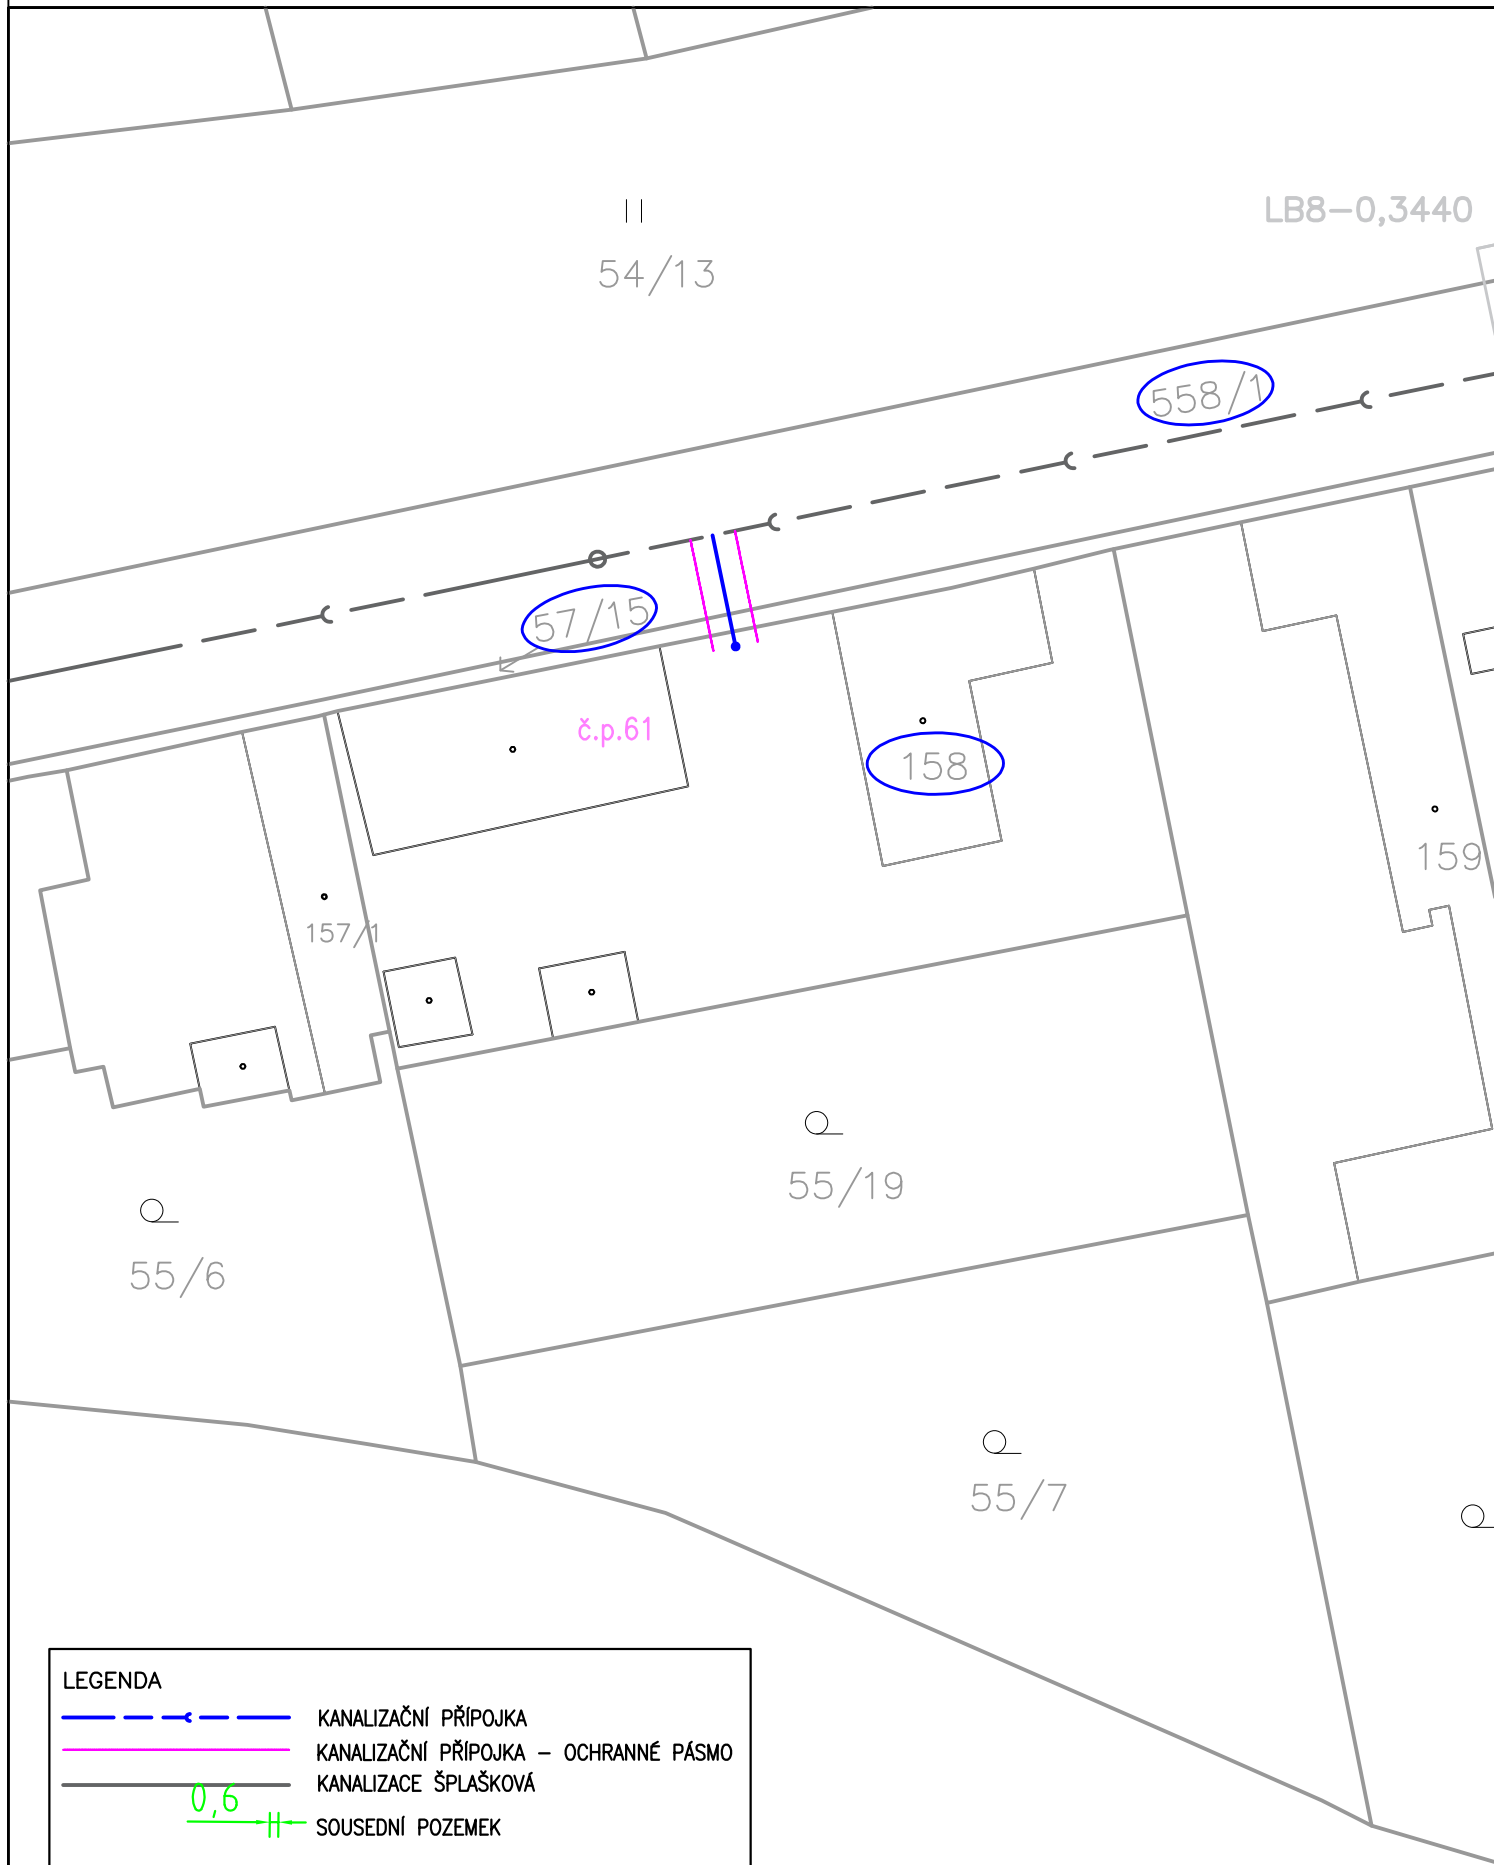 LB8-0,3440
54/13
558/1
57/15
č.p.61
158
159
157/1
55/19
55/6
55/7
LEGENDA
KANALIZAČNÍ PŘÍPOJKA
KANALIZAČNÍ PŘÍPOJKA – OCHRANNÉ PÁSMO
KANALIZACE ŠPLAŠKOVÁ
0,6
SOUSEDNÍ POZEMEK